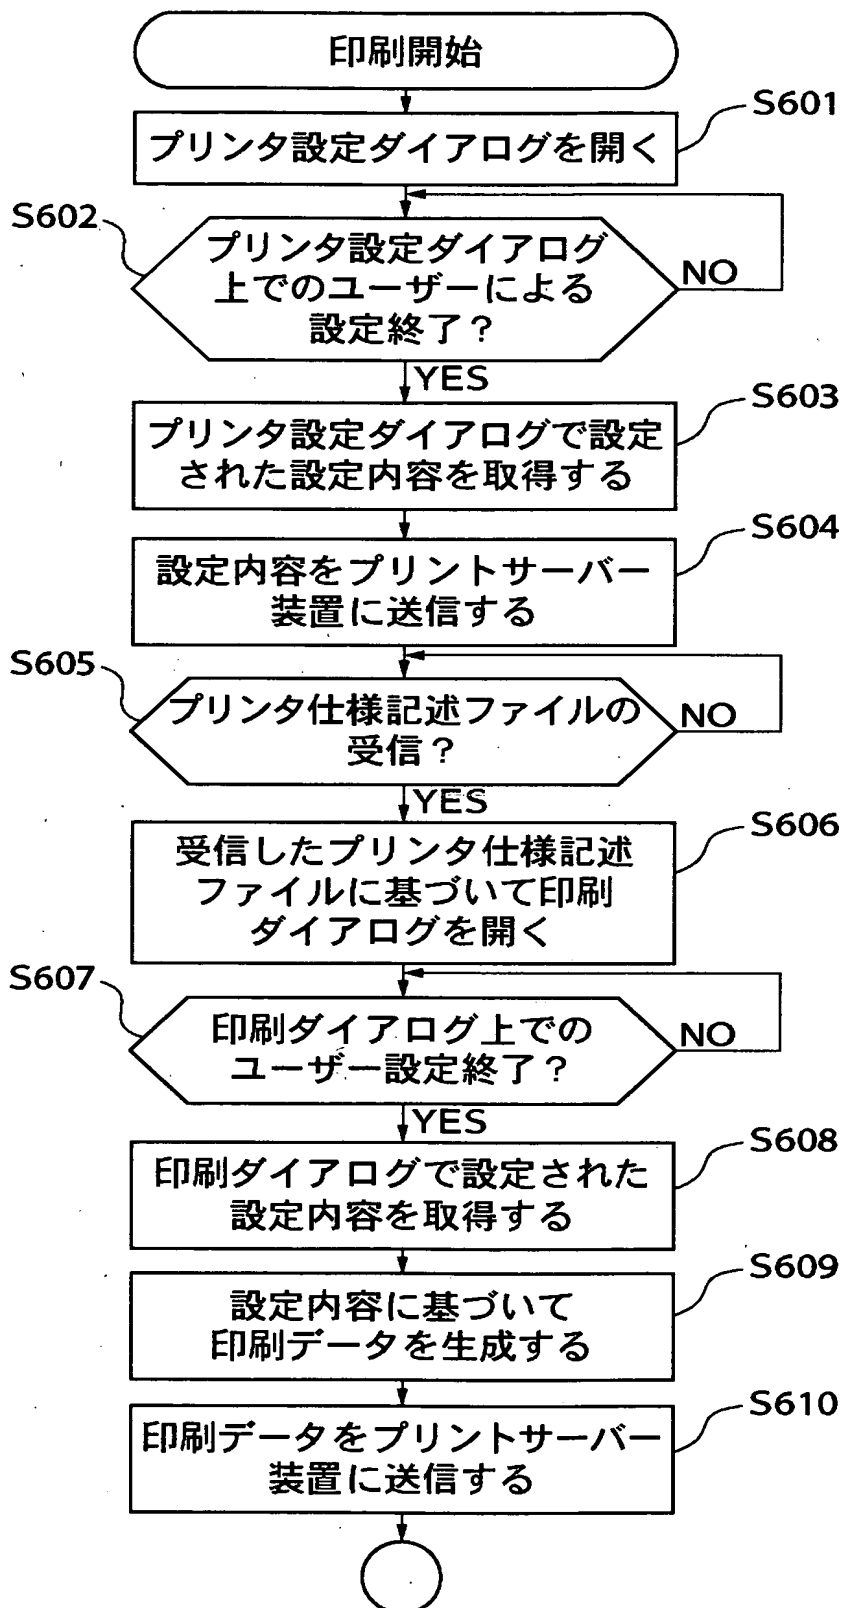 印刷開始
S601
プリンタ設定ダイアログを開く
S602
プリンタ設定ダイアログ
上でのユーザーによる
設定終了?
NO
YES
S603
プリンタ設定ダイアログで設定
された設定内容を取得する
S604
設定内容をプリントサーバー
装置に送信する
S605
プリンタ仕様記述ファイルの
受信?
NO
YES
S606
受信したプリンタ仕様記述
ファイルに基づいて印刷
ダイアログを開く
S607
印刷ダイアログ上での
ユーザー設定終了?
NO
YES
S608
印刷ダイアログで設定された
設定内容を取得する
S609
設定内容に基づいて
印刷データを生成する
S610
印刷データをプリントサーバー
装置に送信する